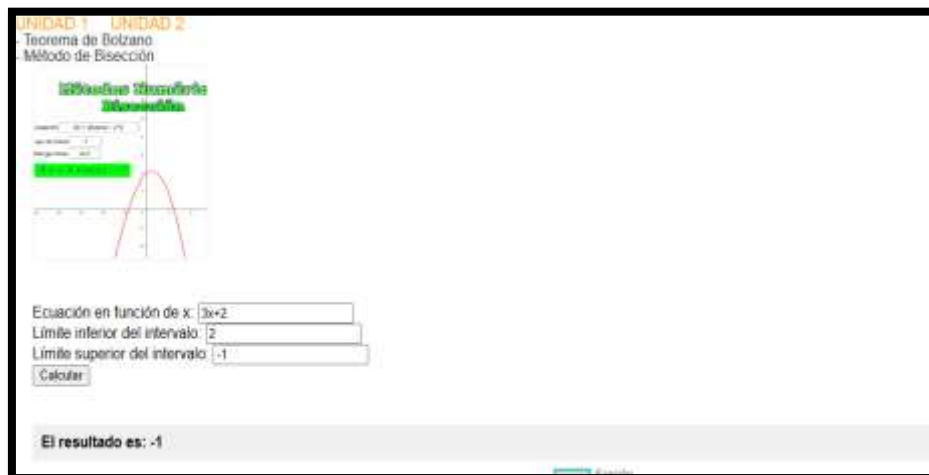 UNIDAD 1 UNIDAD 2
- Teorema de Bolzano
- Método de Bisección
Bisección
Ecuación en función de x: 3x+2
Límite inferior del intervalo: 2
Límite superior del intervalo: -1
Calcular
El resultado es: -1